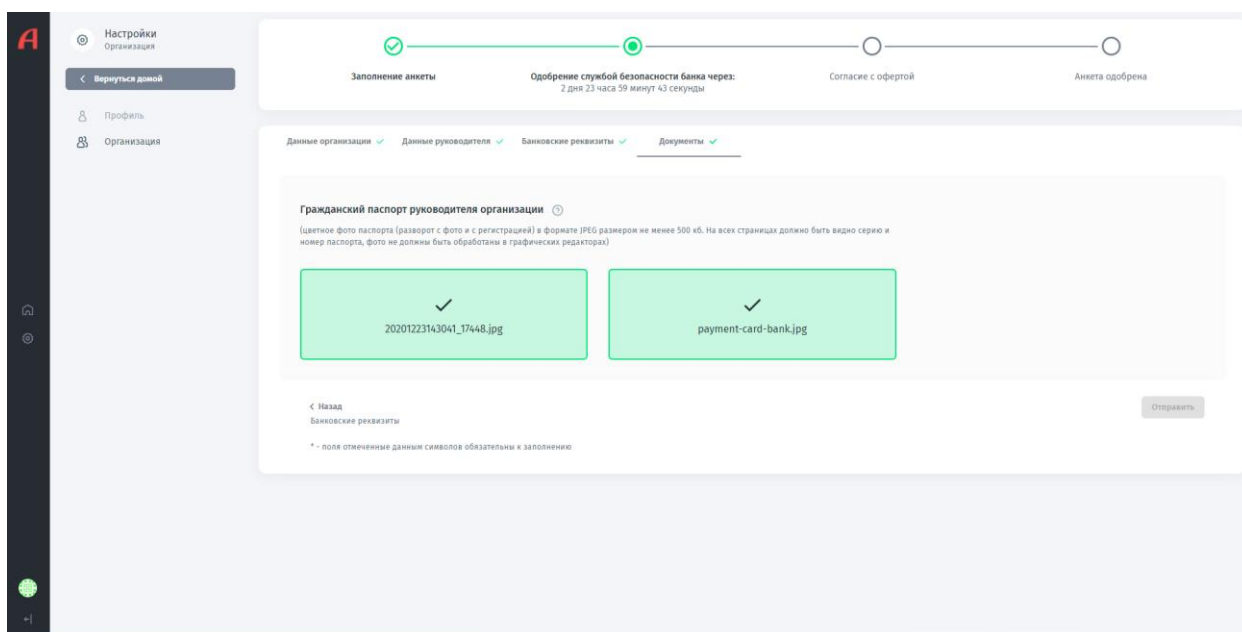 Настройки
Организация
Вернуться домой
Профиль
Организация
Заполнение анкеты
Одобрение службой безопасности банка через:
2 дня 23 часа 59 минут 43 секунды
Согласие с офертой
Анкета одобрена
Данные организации
Данные руководителя
Банковские реквизиты
Документы
Гражданский паспорт руководителя организации
(цветное фото паспорта (разворот с фото и с регистрацией) в формате JPEG размером не менее 500 кб. На всех страницах должно быть видно серию и
номер паспорта, фото не должны быть обработаны в графических редакторах)
20201223143041_17448.jpg
payment-card-bank.jpg
Назад
Банковские реквизиты
Отправить
* - поля отмеченные данным символов обязательны к заполнению